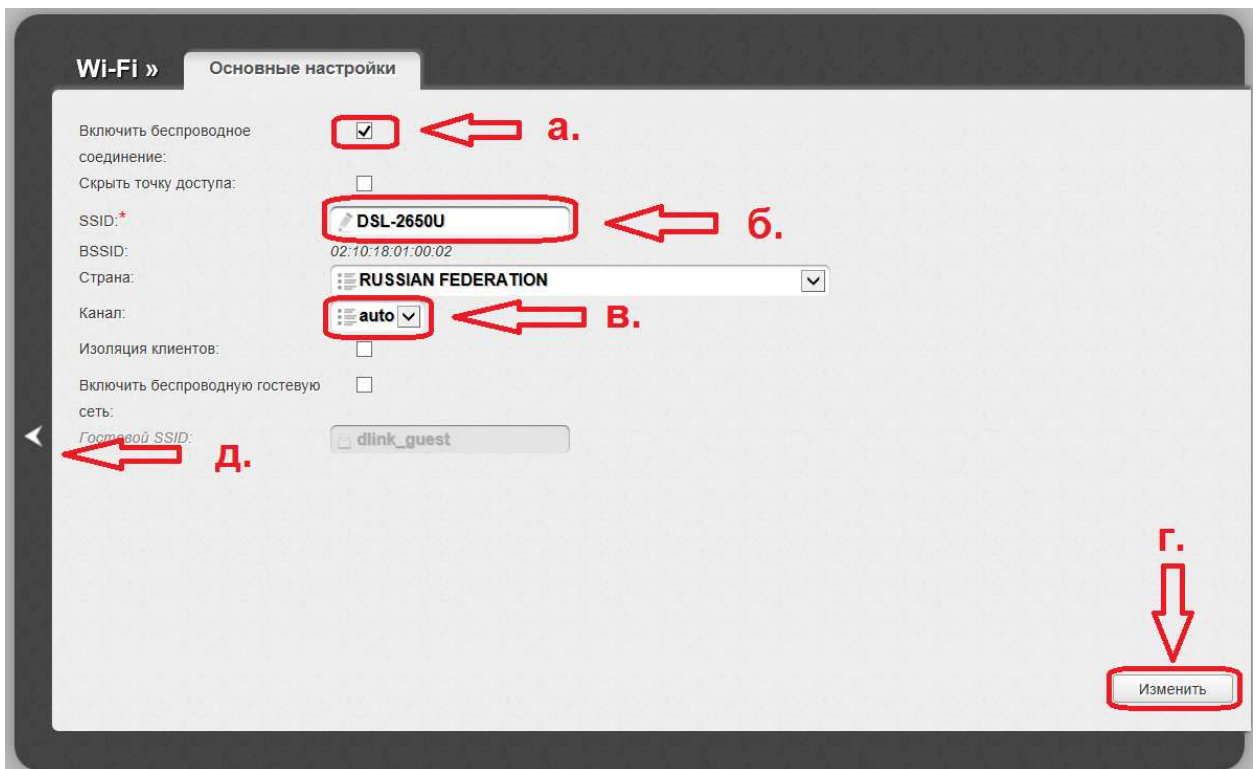 Wi-Fi » Основные настройки
Включить беспроводное
соединение:
а.
Скрыть точку доступа:
SSID:* DSL-2650U
б.
BSSID: 02:10:18:01:00:02
Страна: RUSSIAN FEDERATION
Канал: auto
в.
Изоляция клиентов:
Включить беспроводную гостевую
сеть:
Гостевой SSID: dlink_guest
д.
г.
Изменить